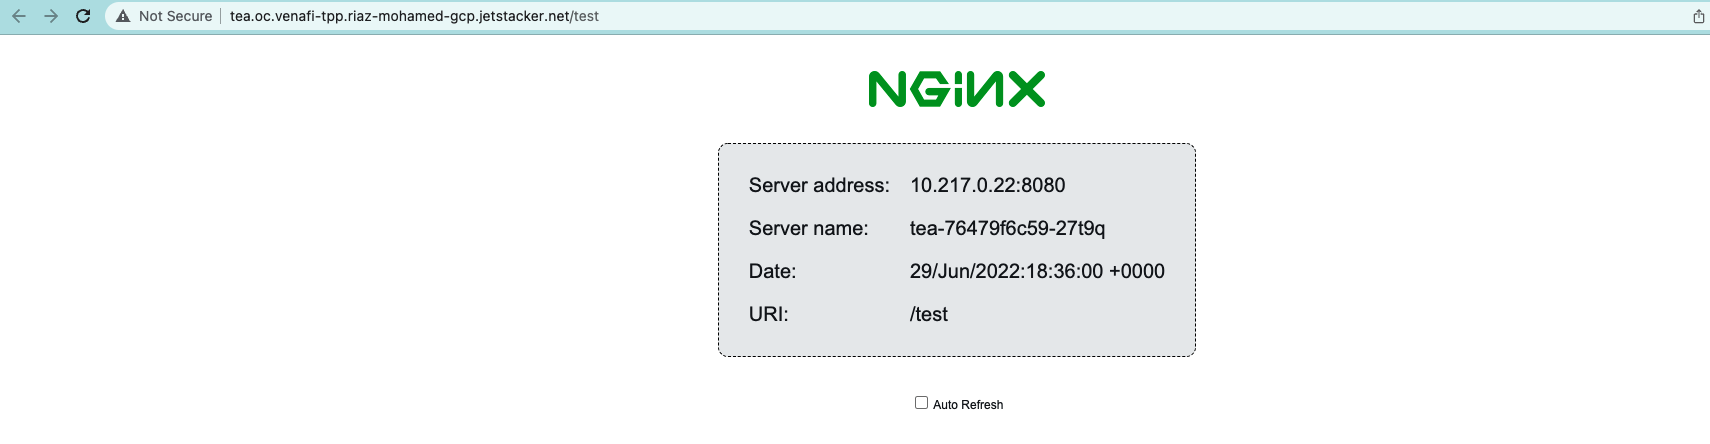 Not Secure tea.oc.venafi-tpp.riaz-mohamed-gcp.jetstacker.net/test
NGINX
Server address: 10.217.0.22:8080
Server name: tea-76479f6c59-27t9q
Date: 29/Jun/2022:18:36:00 +0000
URI: /test
Auto Refresh